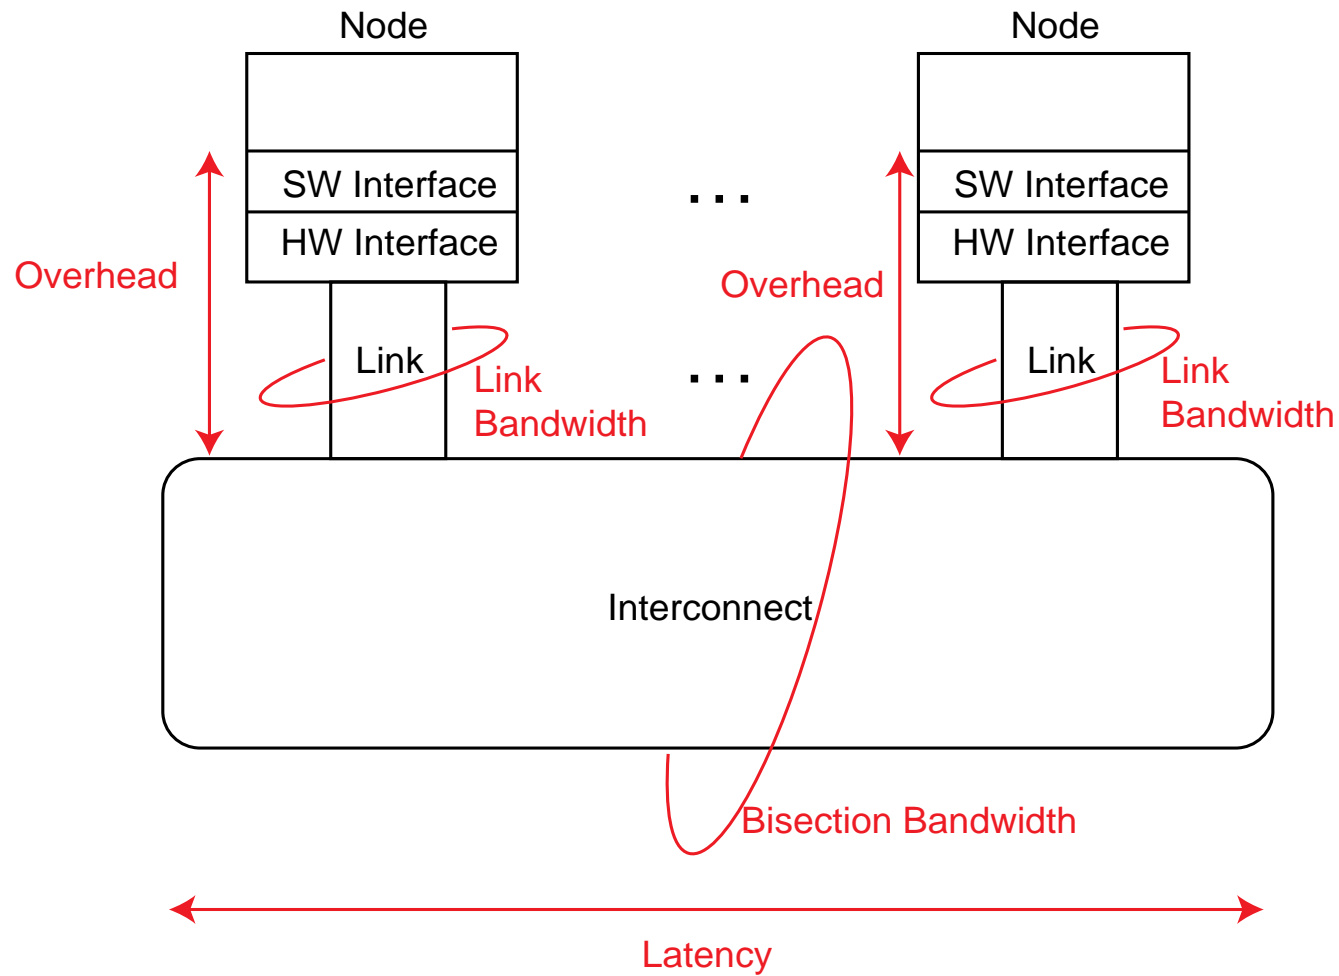 Node
Node
SW Interface
...
SW Interface
HW Interface
HW Interface
Overhead
Overhead
Link
Link
Bandwidth
...
Link
Link
Bandwidth
Interconnect
Bisection Bandwidth
Latency